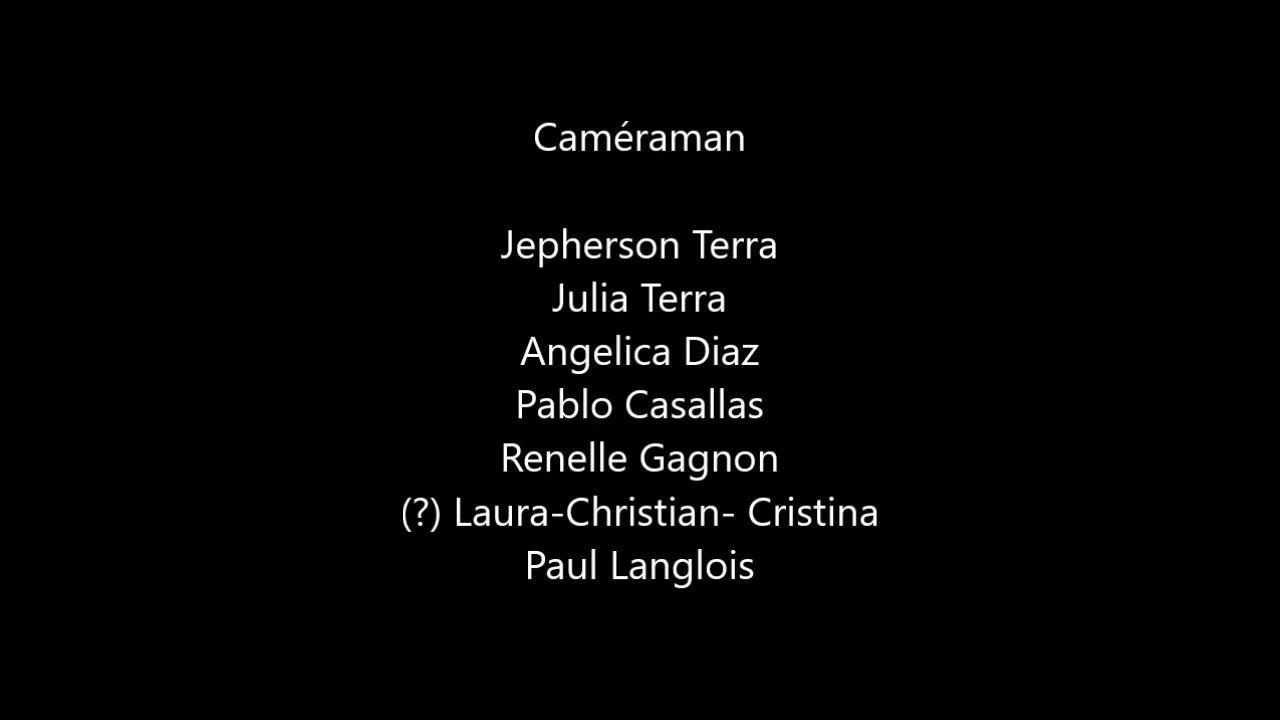 Caméraman
Jepherson Terra
Julia Terra
Angelica Diaz
Pablo Casallas
Renelle Gagnon
(?) Laura-Christian- Cristina
Paul Langlois